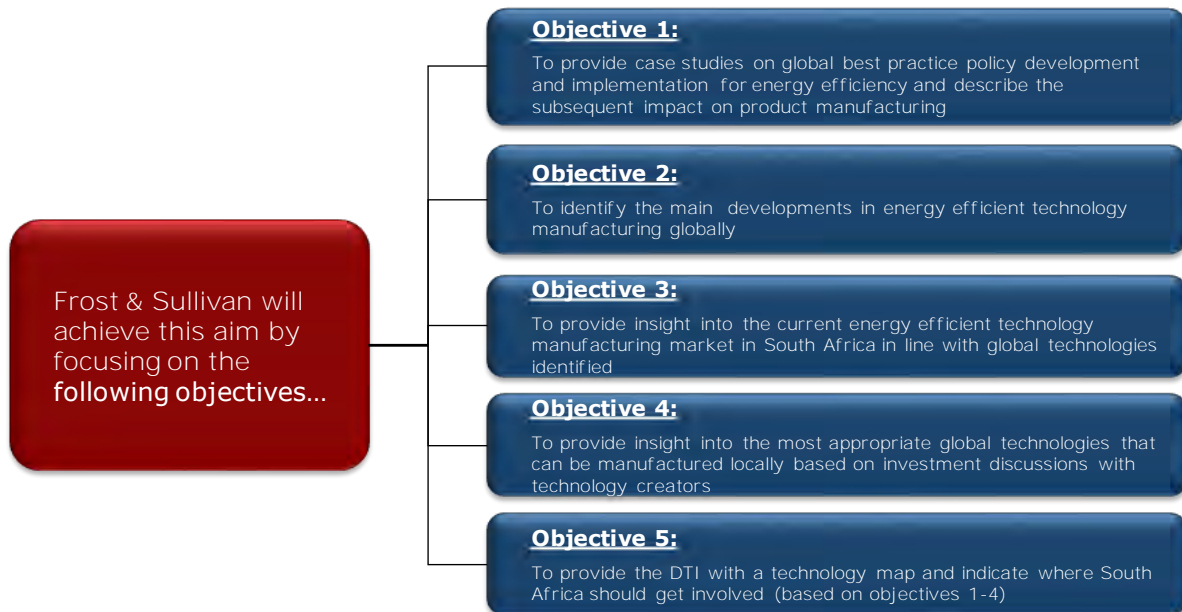 Frost & Sullivan will
achieve this aim by
focusing on the
following objectives...
Objective 1:
To provide case studies on global best practice policy development
and implementation for energy efficiency and describe the
subsequent impact on product manufacturing
Objective 2:
To identify the main developments in energy efficient technology
manufacturing globally
Objective 3:
To provide insight into the current energy efficient technology
manufacturing market in South Africa in line with global technologies
identified
Objective 4:
To provide insight into the most appropriate global technologies that
can be manufactured locally based on investment discussions with
technology creators
Objective 5:
To provide the DTI with a technology map and indicate where South
Africa should get involved (based on objectives 1-4)